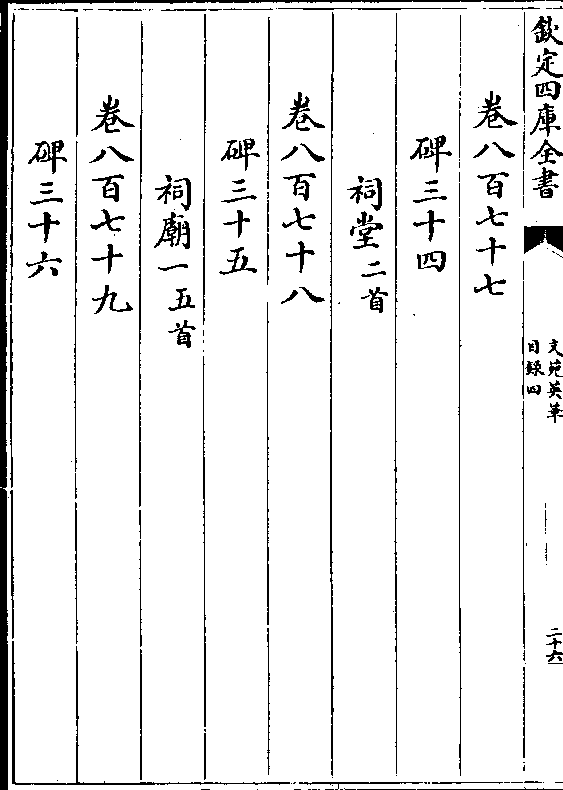 欽定四庫全書
文苑英華
目錄四
二十六
卷八百七十七
碑三十四
祠堂二首
卷八百七十八
碑三十五
祠廟一五首
卷八百七十九
碑三十六